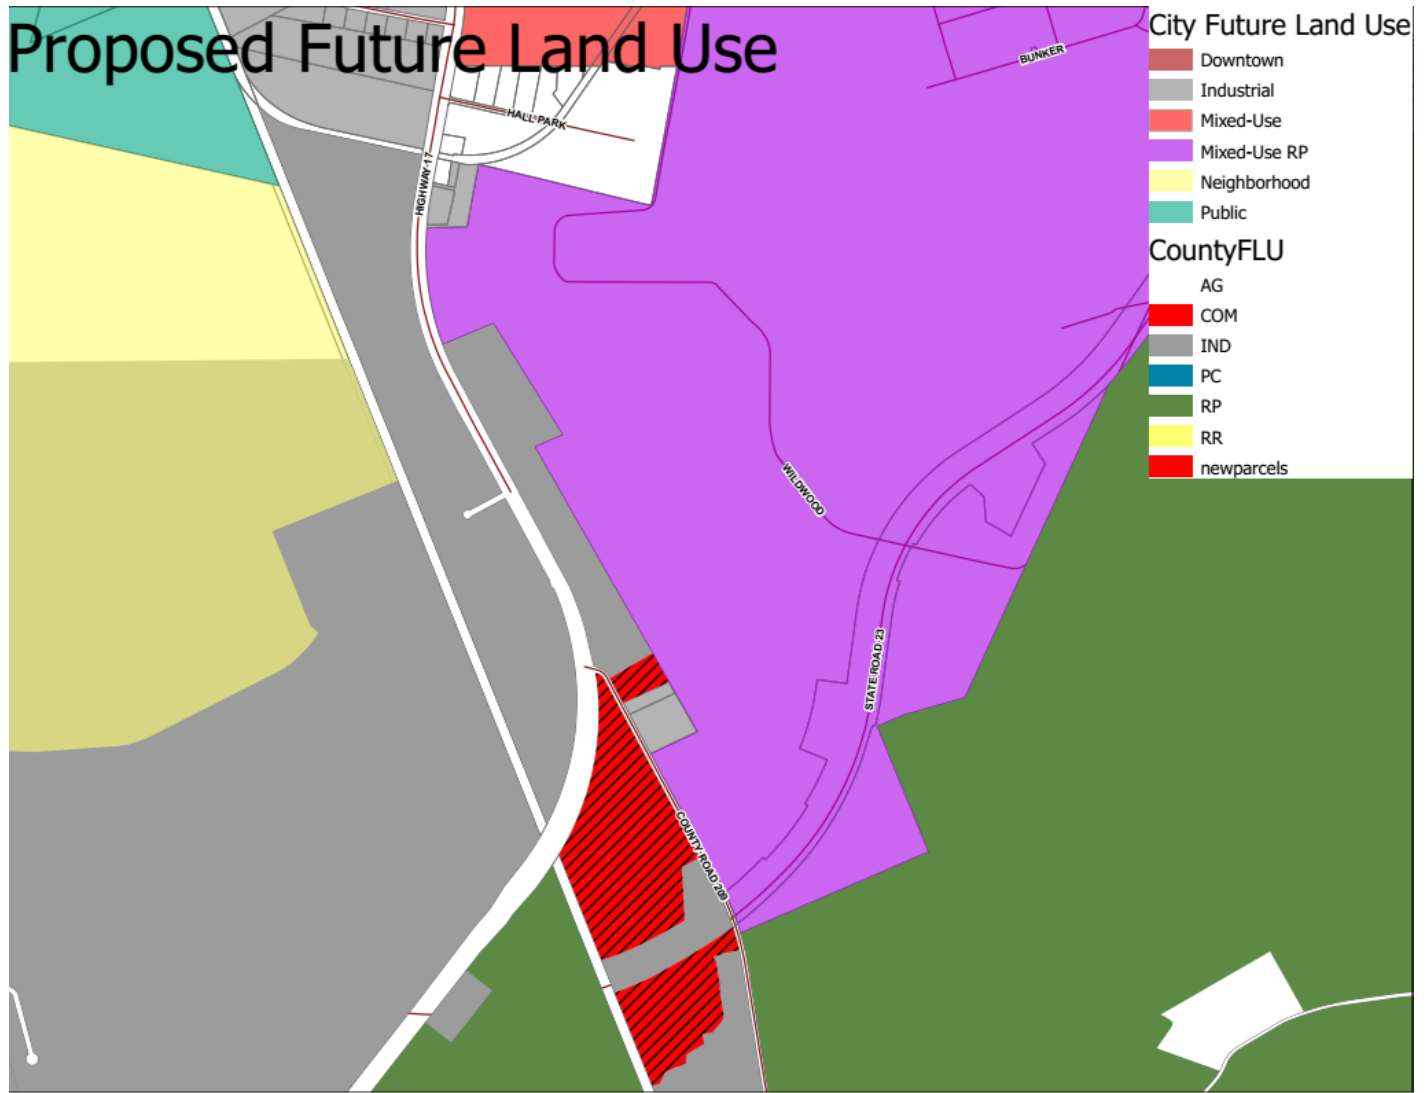 Proposed Future Land Use
City Future Land Use
Downtown
Industrial
Mixed-Use
Mixed-Use RP
Neighborhood
Public
CountyFLU
AG
COM
IND
PC
RP
RR
newparcels
BUNKER
HALL PARK
HIGHWAY 17
WILDWOOD
STATE ROAD 23
COUNTY ROAD 209